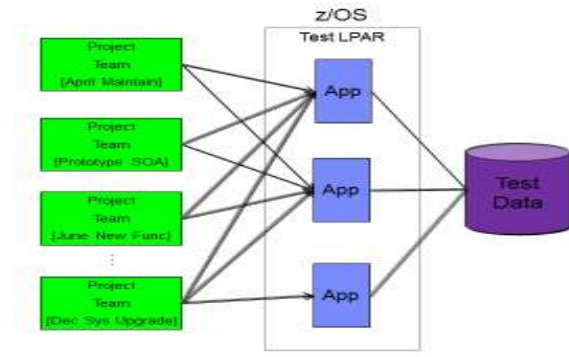 z/OS
Test LPAR
Project
Team
[April Maintain]
Project
Team
[Prototype SOA]
Project
Team
[June New Func]
⋮
Project
Team
[Dec Sys Upgrade]
App
App
App
Test
Data